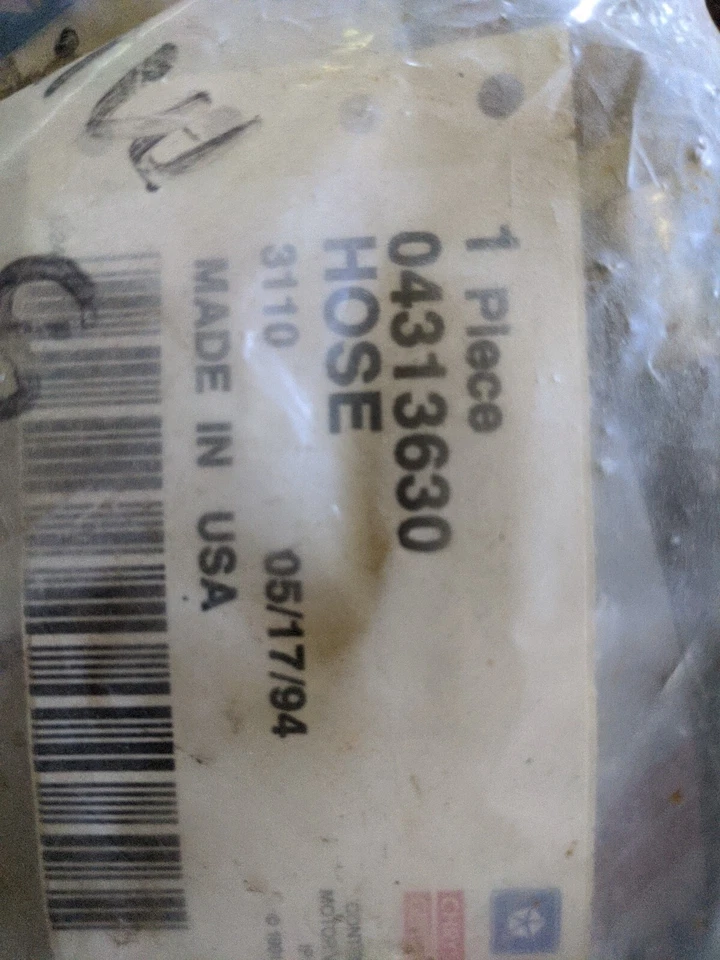 1 Piece
04313630
HOSE
3110 05/17/94
MADE IN USA